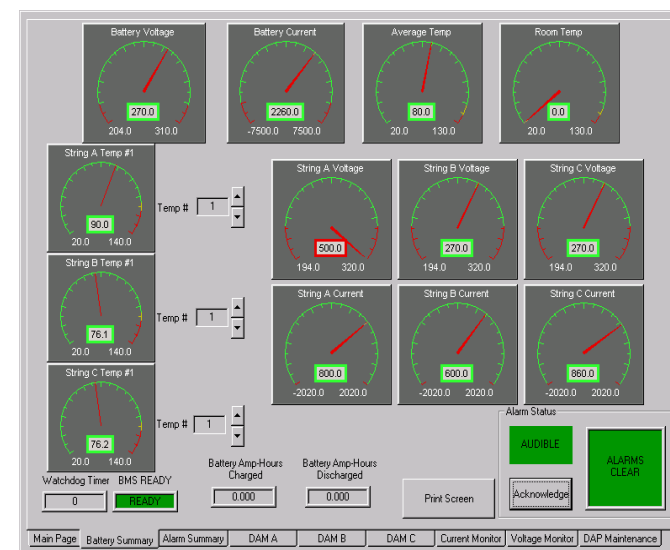 Battery Voltage
270.0
204.0 310.0
Battery Current
2260.0
-7500.0 7500.0
Average Temp
80.0
20.0 130.0
Room Temp
0.0
20.0 130.0
String A Temp #1
90.0
20.0 140.0
Temp # 1
String A Voltage
500.0
194.0 320.0
String B Voltage
270.0
194.0 320.0
String C Voltage
270.0
194.0 320.0
String B Temp #1
76.1
20.0 140.0
Temp # 1
String A Current
800.0
-2020.0 2020.0
String B Current
600.0
-2020.0 2020.0
String C Current
860.0
-2020.0 2020.0
String C Temp #1
76.2
20.0 140.0
Temp # 1
Watchdog Timer
0
BMS READY
READY
Battery Amp-Hours
Charged
0.000
Battery Amp-Hours
Discharged
0.000
Print Screen
Alarm Status
AUDIBLE
Acknowledge
ALARMS
CLEAR
Main Page Battery Summary Alarm Summary DAM A DAM B DAM C Current Monitor Voltage Monitor DAP Maintenance